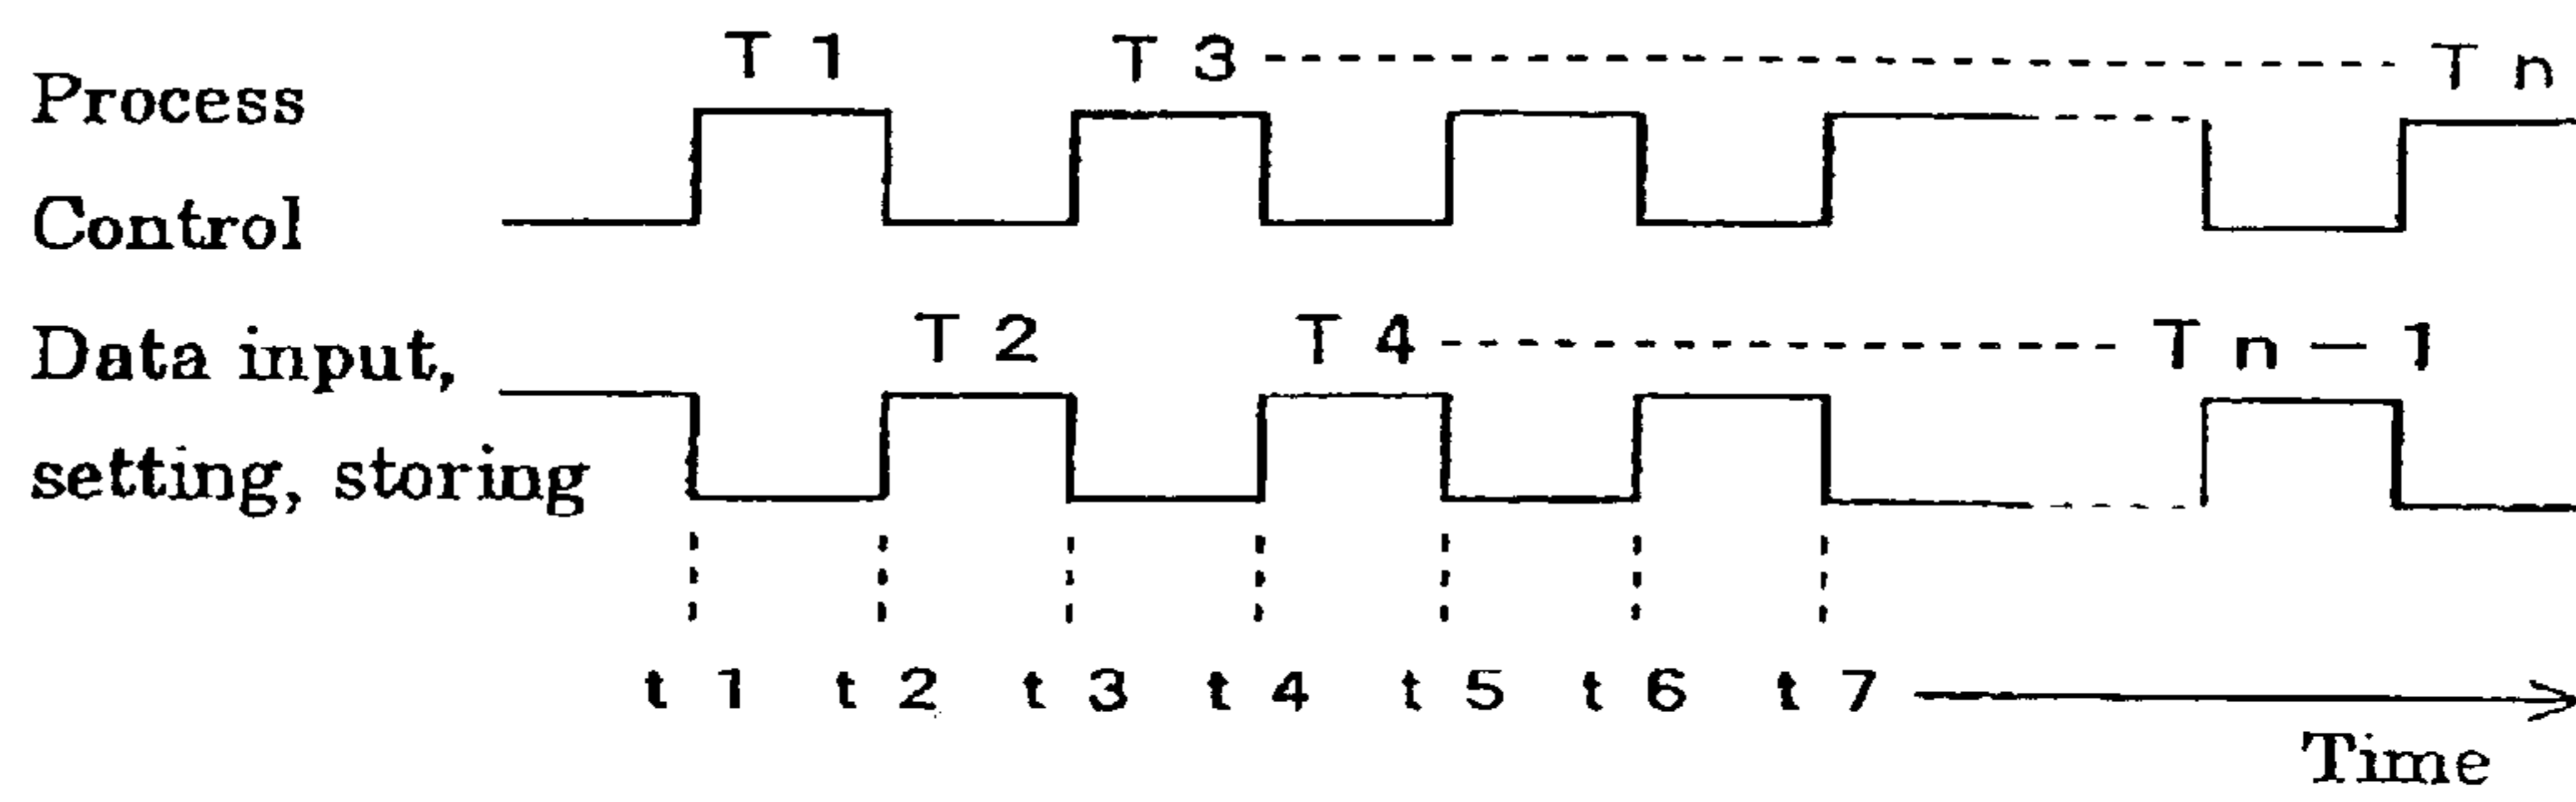 T 1 T 3 T n
Process
Control
T 2 T 4 T n - 1
Data input,
setting, storing
t 1 t 2 t 3 t 4 t 5 t 6 t 7
Time